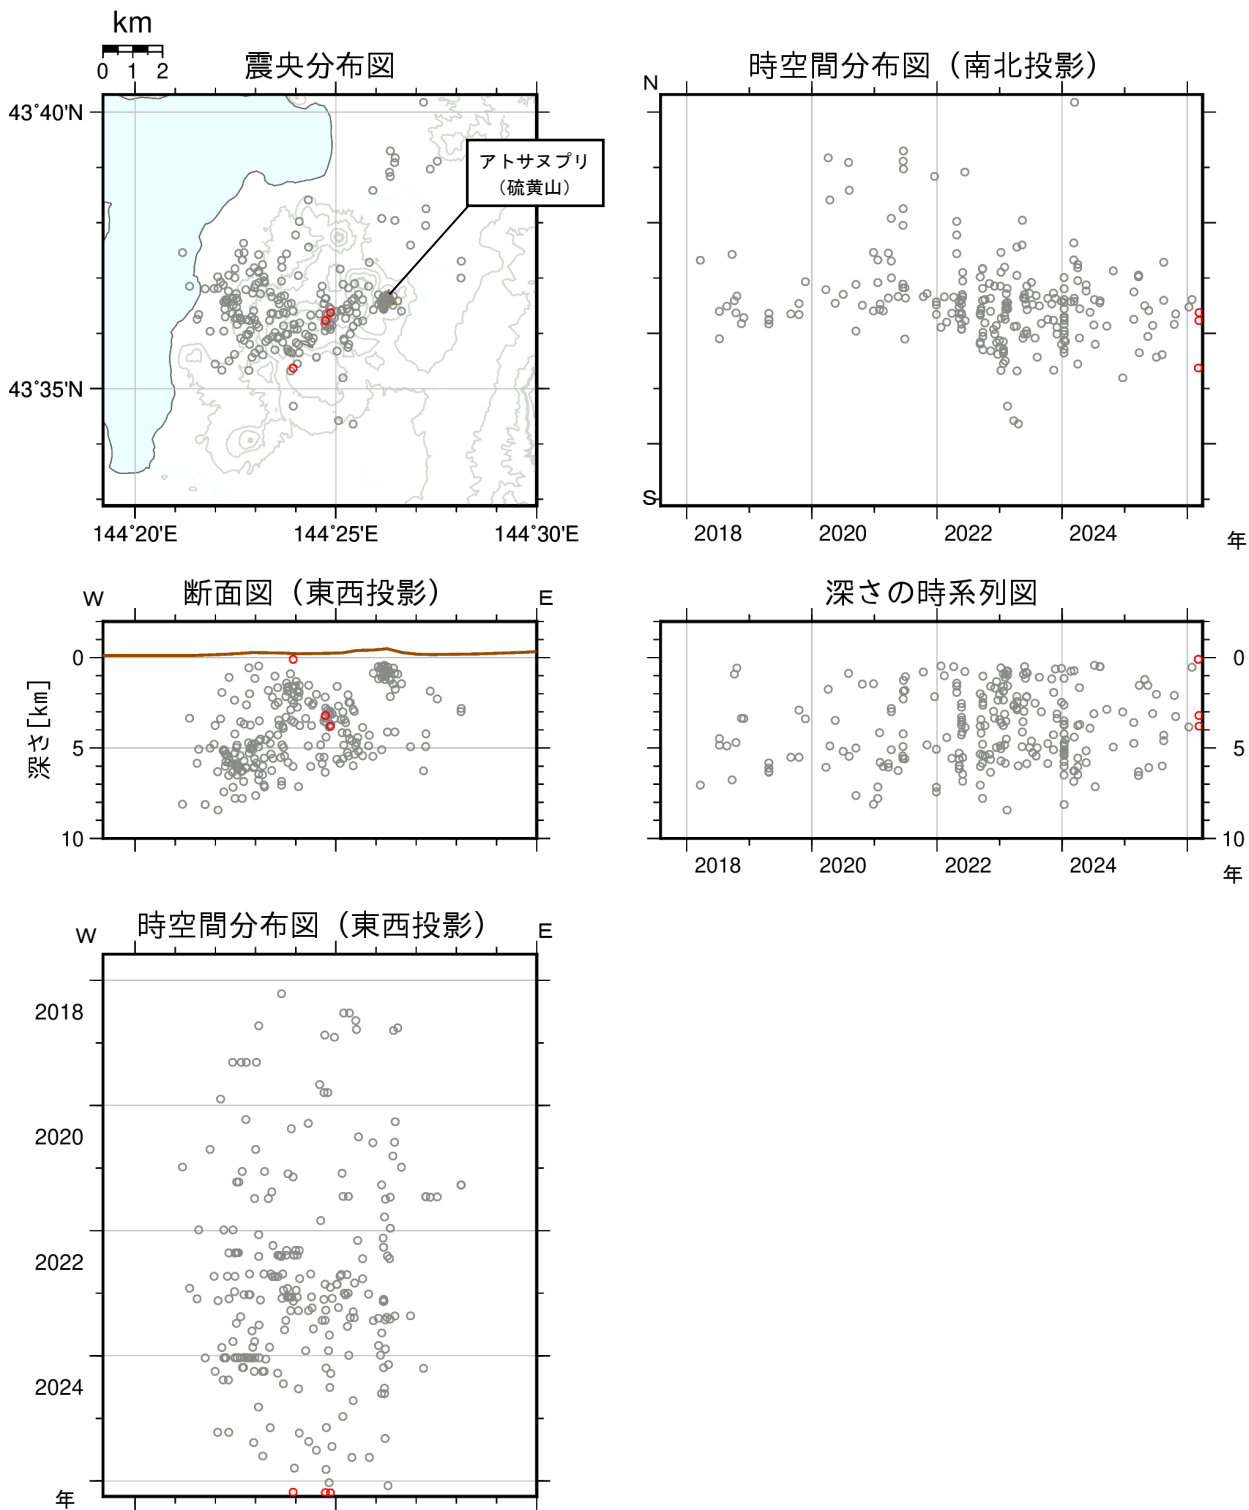 km
0 1 2
震央分布図
43°40'N
43°35'N
144°20'E 144°25'E 144°30'E
アトサヌプリ
（硫黄山）
時空間分布図（南北投影）
N
S
2018 2020 2022 2024
年
断面図（東西投影）
W E
0
5
10
深さ[km]
深さの時系列図
0
5
10
2018 2020 2022 2024
年
時空間分布図（東西投影）
W E
2018
2020
2022
2024
年